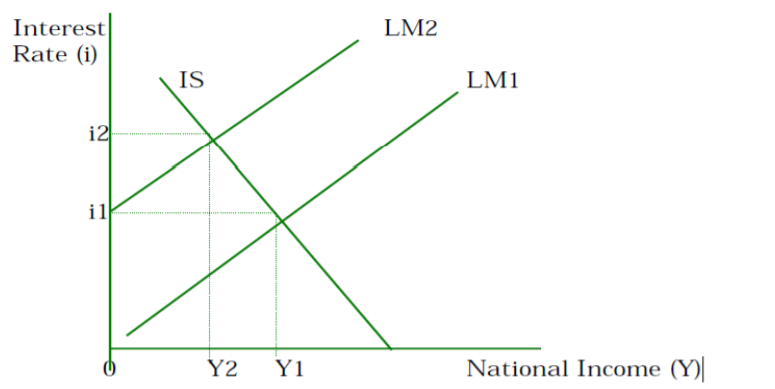 Interest
Rate (i)
LM2
IS
LM1
i2
i1
0
Y2
Y1
National Income (Y)